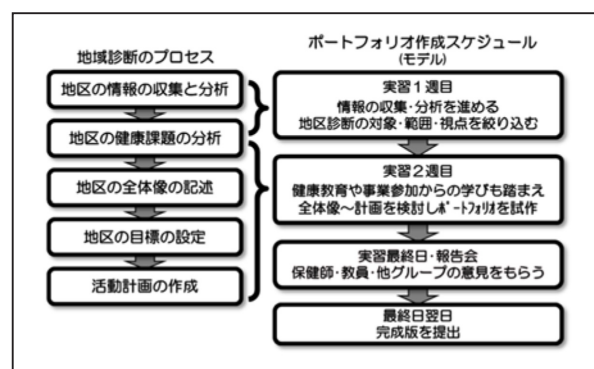 地域診断のプロセス
地区の情報の収集と分析
地区の健康課題の分析
地区の全体像の記述
地区の目標の設定
活動計画の作成
ポートフォリオ作成スケジュール
(モデル)
実習1週目
情報の収集・分析を進める
地区診断の対象・範囲・視点を絞り込む
実習2週目
健康教育や事業参加からの学びも踏まえ
全体像〜計画を検討しポートフォリオを試作
実習最終日・報告会
保健師・教員・他グループの意見をもらう
最終日翌日
完成版を提出